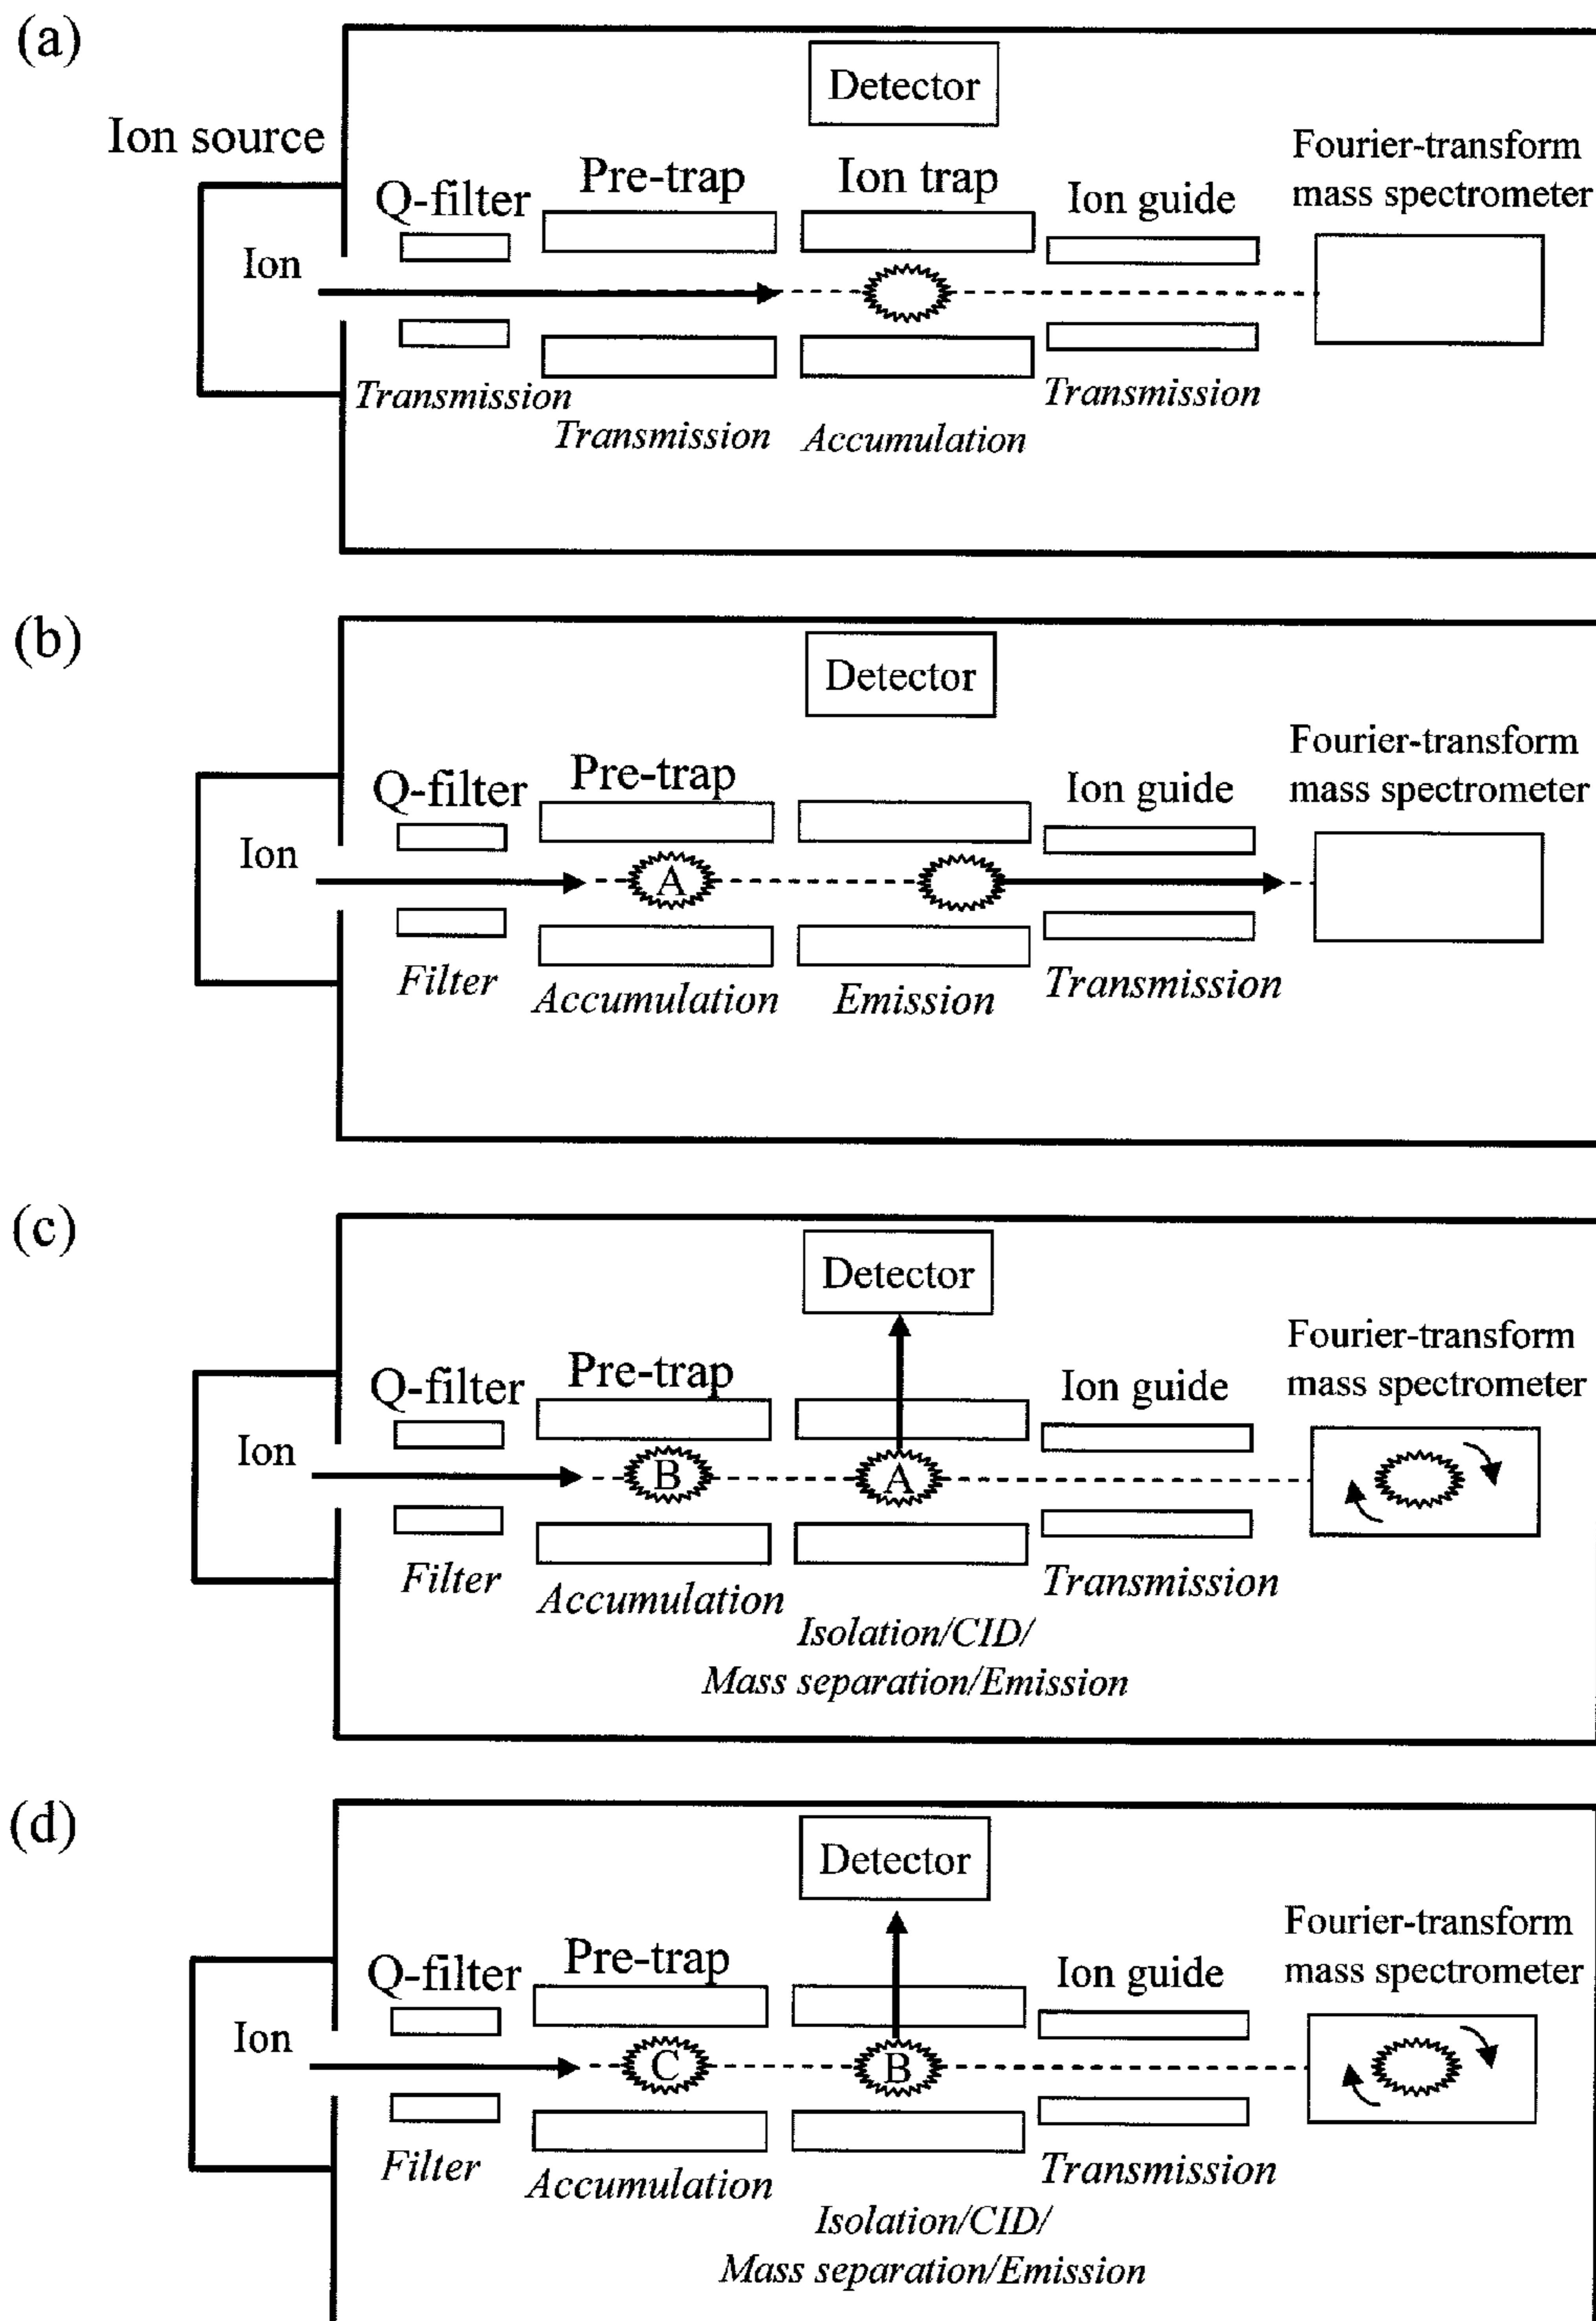 (a)
Detector
Ion source
Fourier-transform
mass spectrometer
Q-filter
Pre-trap
Ion trap
Ion guide
Ion
Transmission
Transmission
Accumulation
Transmission
(b)
Detector
Fourier-transform
mass spectrometer
Q-filter
Pre-trap
Ion guide
Ion
A
Filter
Accumulation
Emission
Transmission
(c)
Detector
Fourier-transform
mass spectrometer
Q-filter
Pre-trap
Ion guide
Ion
B
A
Filter
Accumulation
Transmission
Isolation/CID/
Mass separation/Emission
(d)
Detector
Fourier-transform
mass spectrometer
Q-filter
Pre-trap
Ion guide
Ion
C
B
Filter
Accumulation
Transmission
Isolation/CID/
Mass separation/Emission